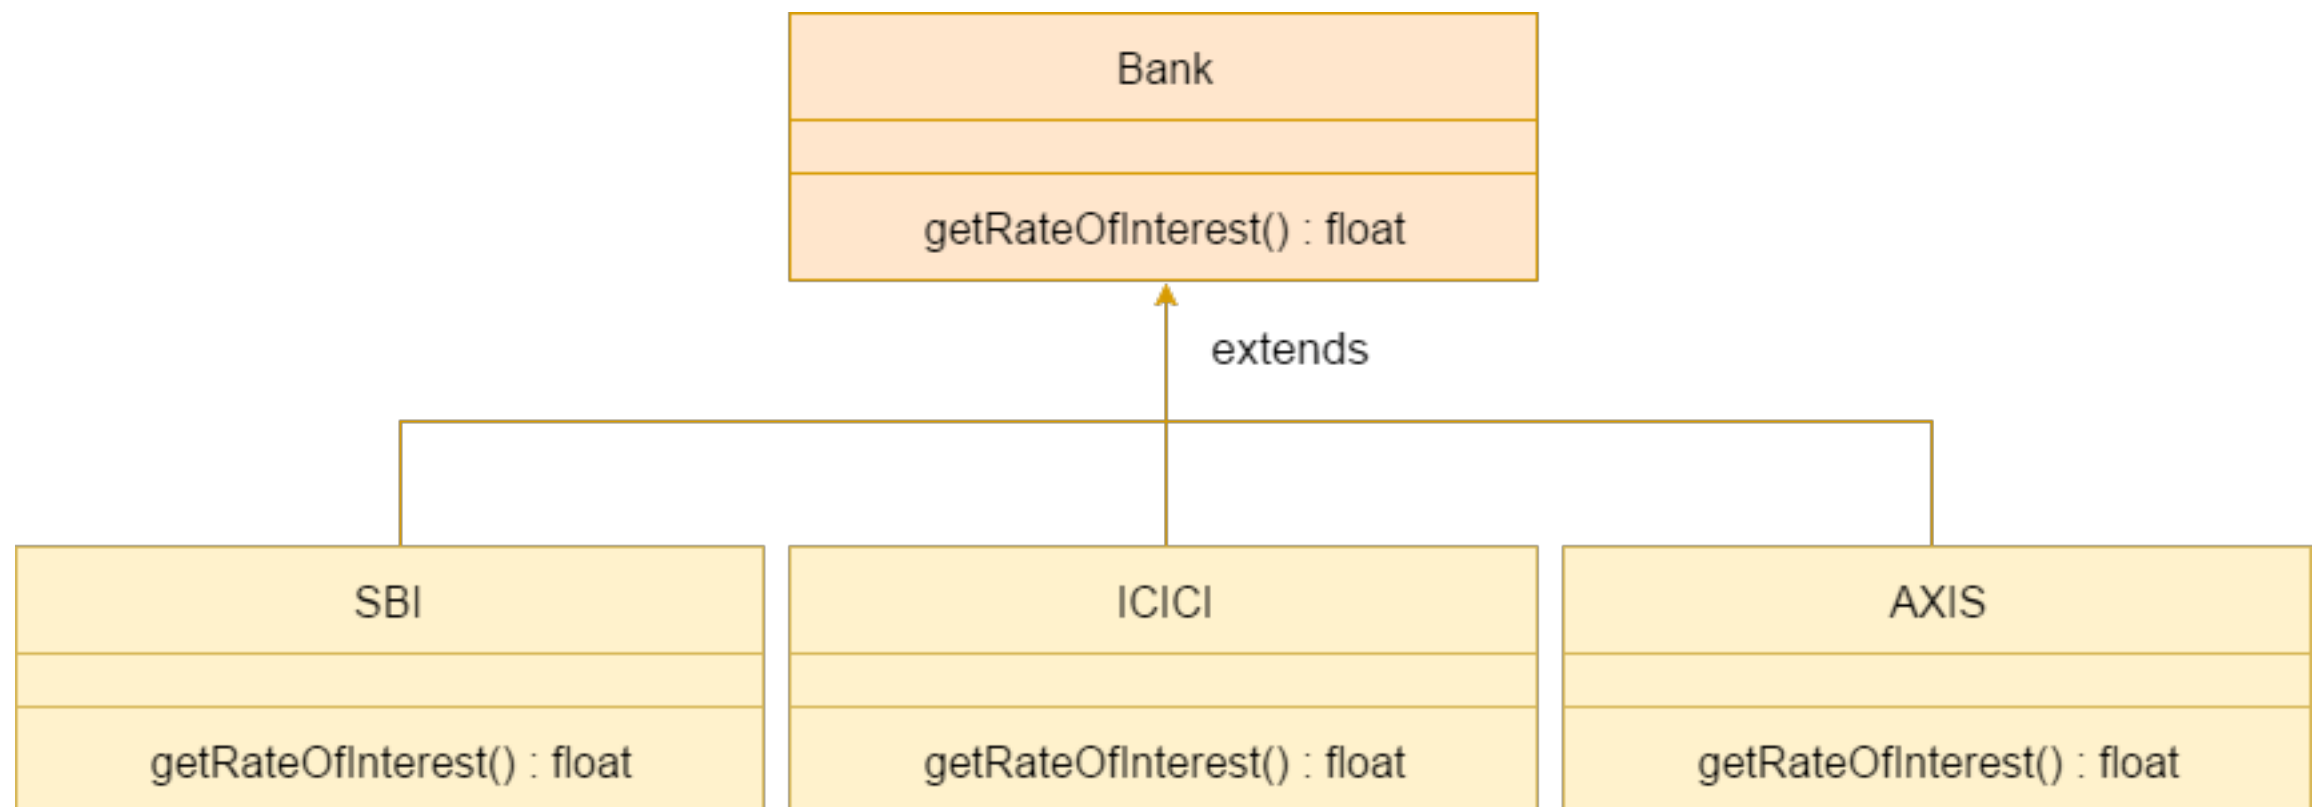 Bank
getRateOfInterest() : float
extends
SBI
ICICI
AXIS
getRateOfInterest() : float
getRateOfInterest() : float
getRateOfInterest() : float